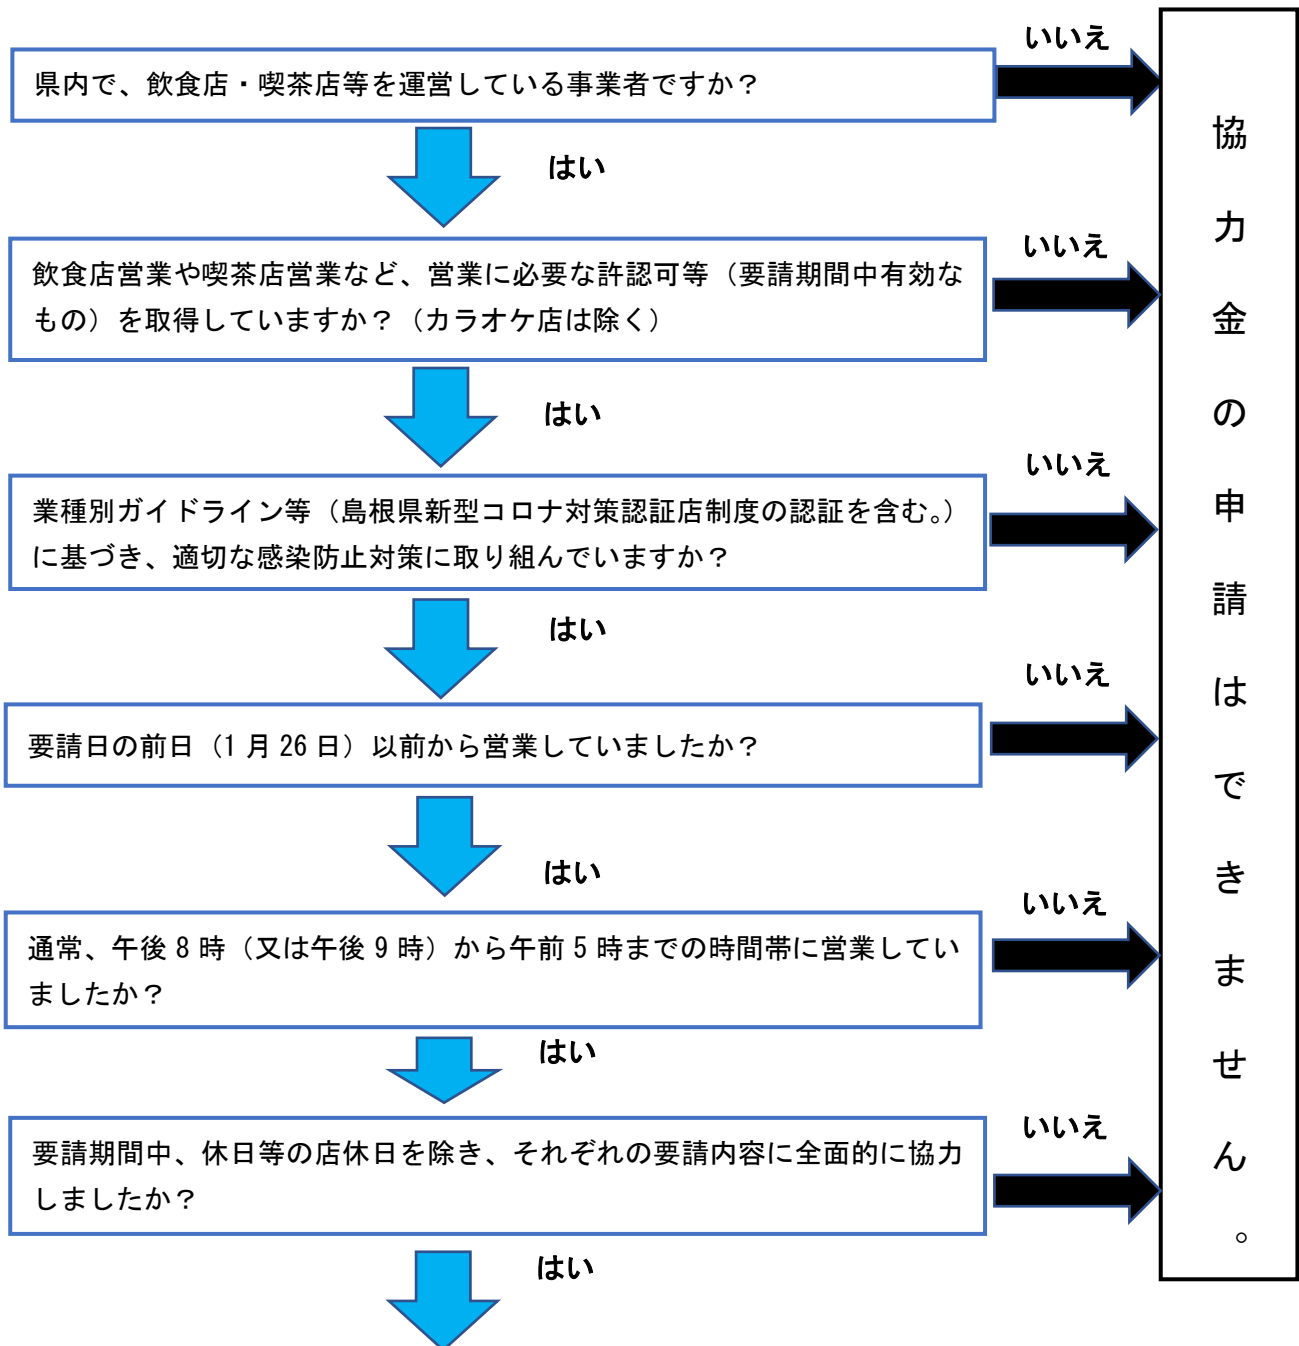 いいえ
県内で、飲食店・喫茶店等を運営している事業者ですか？
はい
いいえ
飲食店営業や喫茶店営業など、営業に必要な許認可等（要請期間中有効な
もの）を取得していますか？（カラオケ店は除く）
はい
いいえ
業種別ガイドライン等（島根県新型コロナ対策認証店制度の認証を含む。）
に基づき、適切な感染防止対策に取り組んでいますか？
はい
いいえ
要請日の前日（1月26日）以前から営業していましたか？
はい
いいえ
通常、午後8時（又は午後9時）から午前5時までの時間帯に営業してい
ましたか？
はい
いいえ
要請期間中、休日等の店休日を除き、それぞれの要請内容に全面的に協力
しましたか？
はい
協力金の申請はできません。